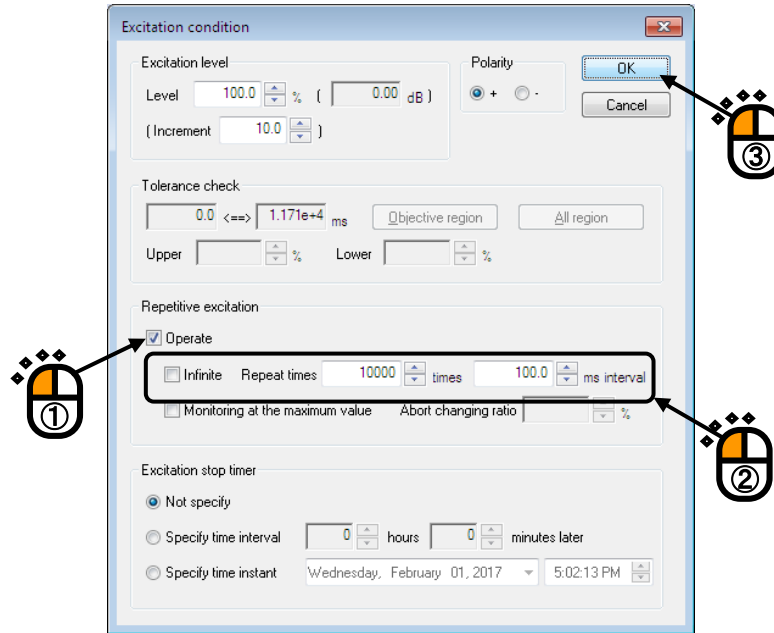 Excitation condition
Excitation level
Level 100.0 % ( 0.00 dB )
( Increment 10.0 )
Polarity
+ -
OK
Cancel
③
Tolerance check
0.0 <==> 1.171e+4 ms Objective region All region
Upper % Lower %
Repetitive excitation
Operate
①
Infinite Repeat times 10000 times 100.0 ms interval
Monitoring at the maximum value Abort changing ratio %
②
Excitation stop timer
Not specify
Specify time interval 0 hours 0 minutes later
Specify time instant Wednesday, February 01, 2017 5:02:13 PM